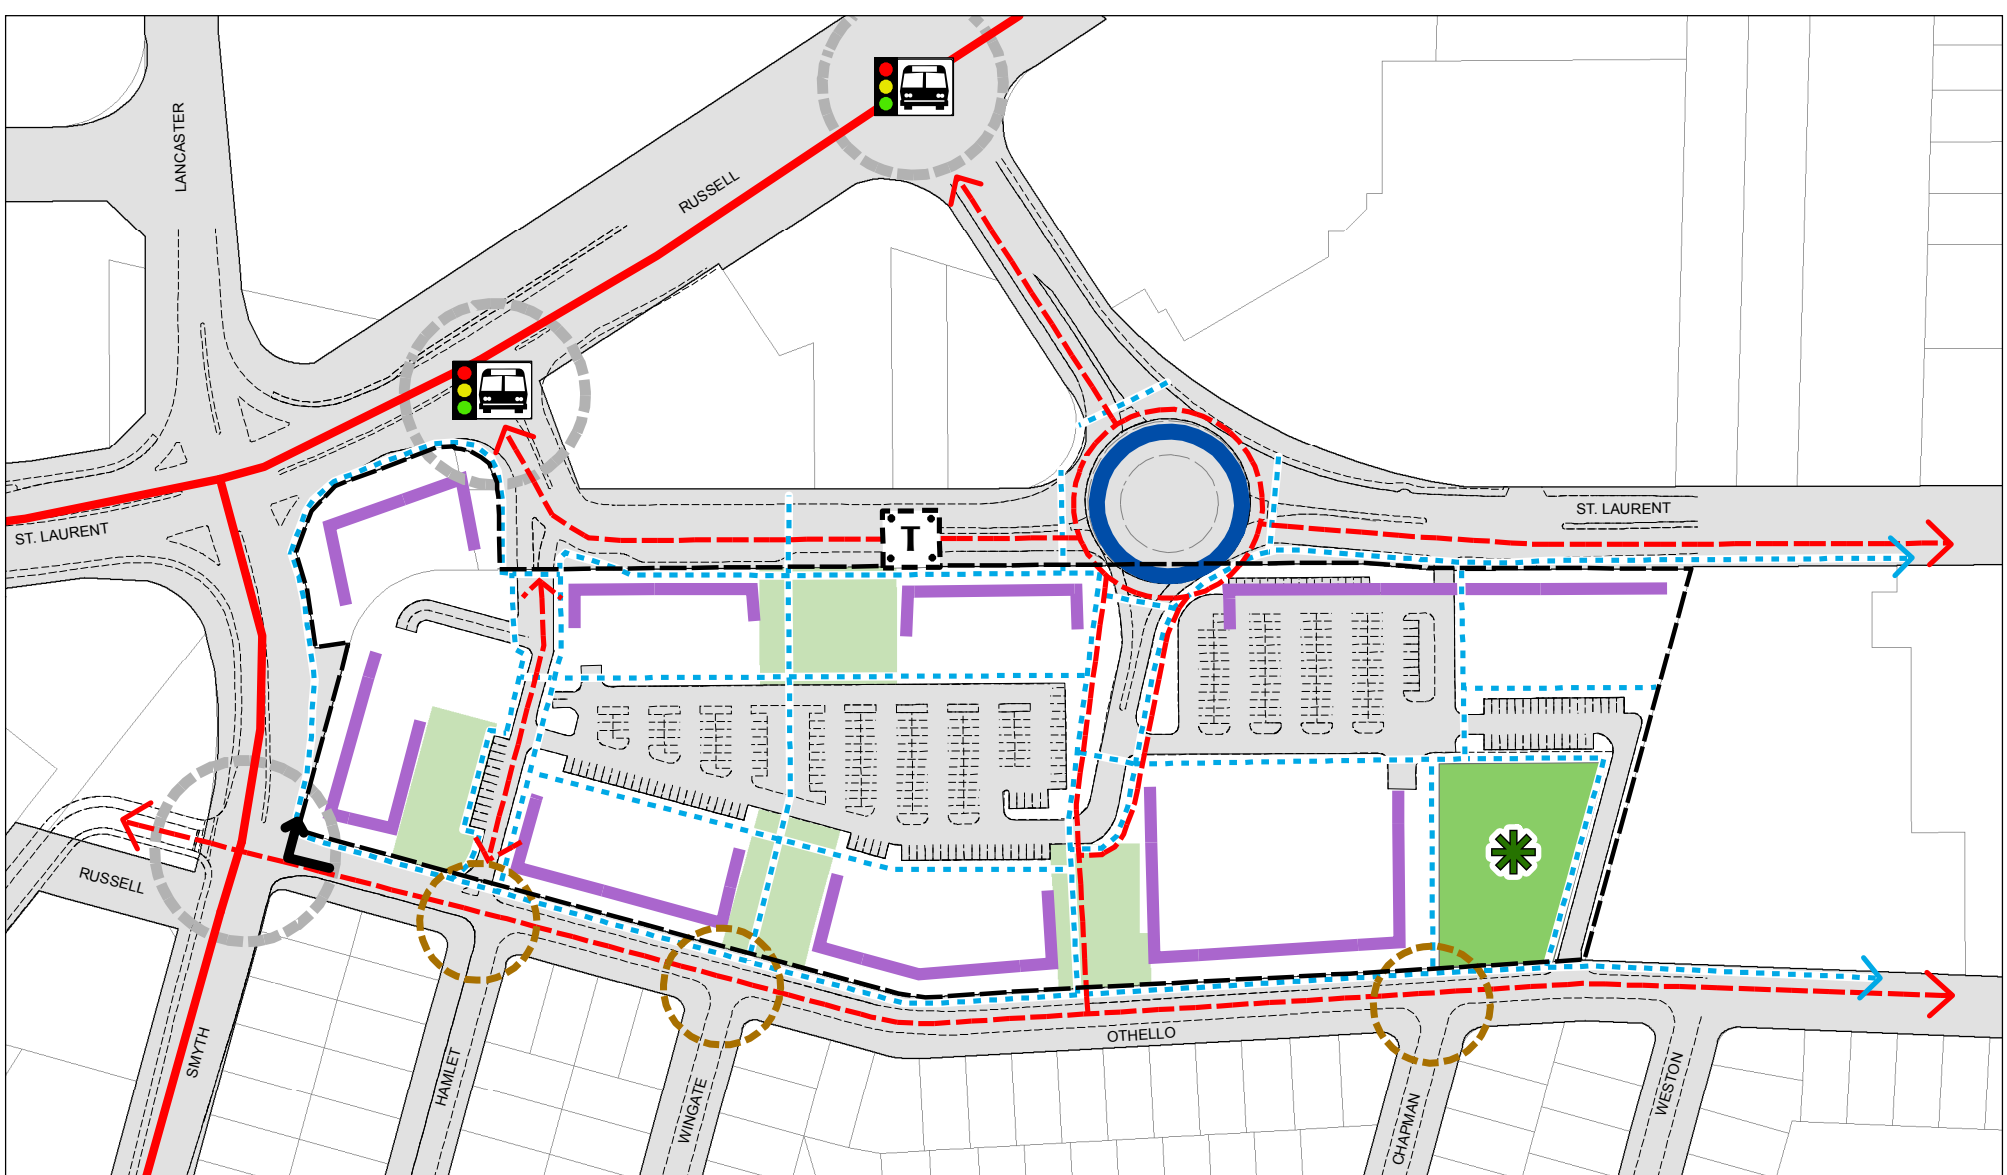 LANCASTER
RUSSELL
ST. LAURENT
ST. LAURENT
T
RUSSELL
OTHELLO
SMYTH
HAMLET
WINGATE
CHAPMAN
WESTON